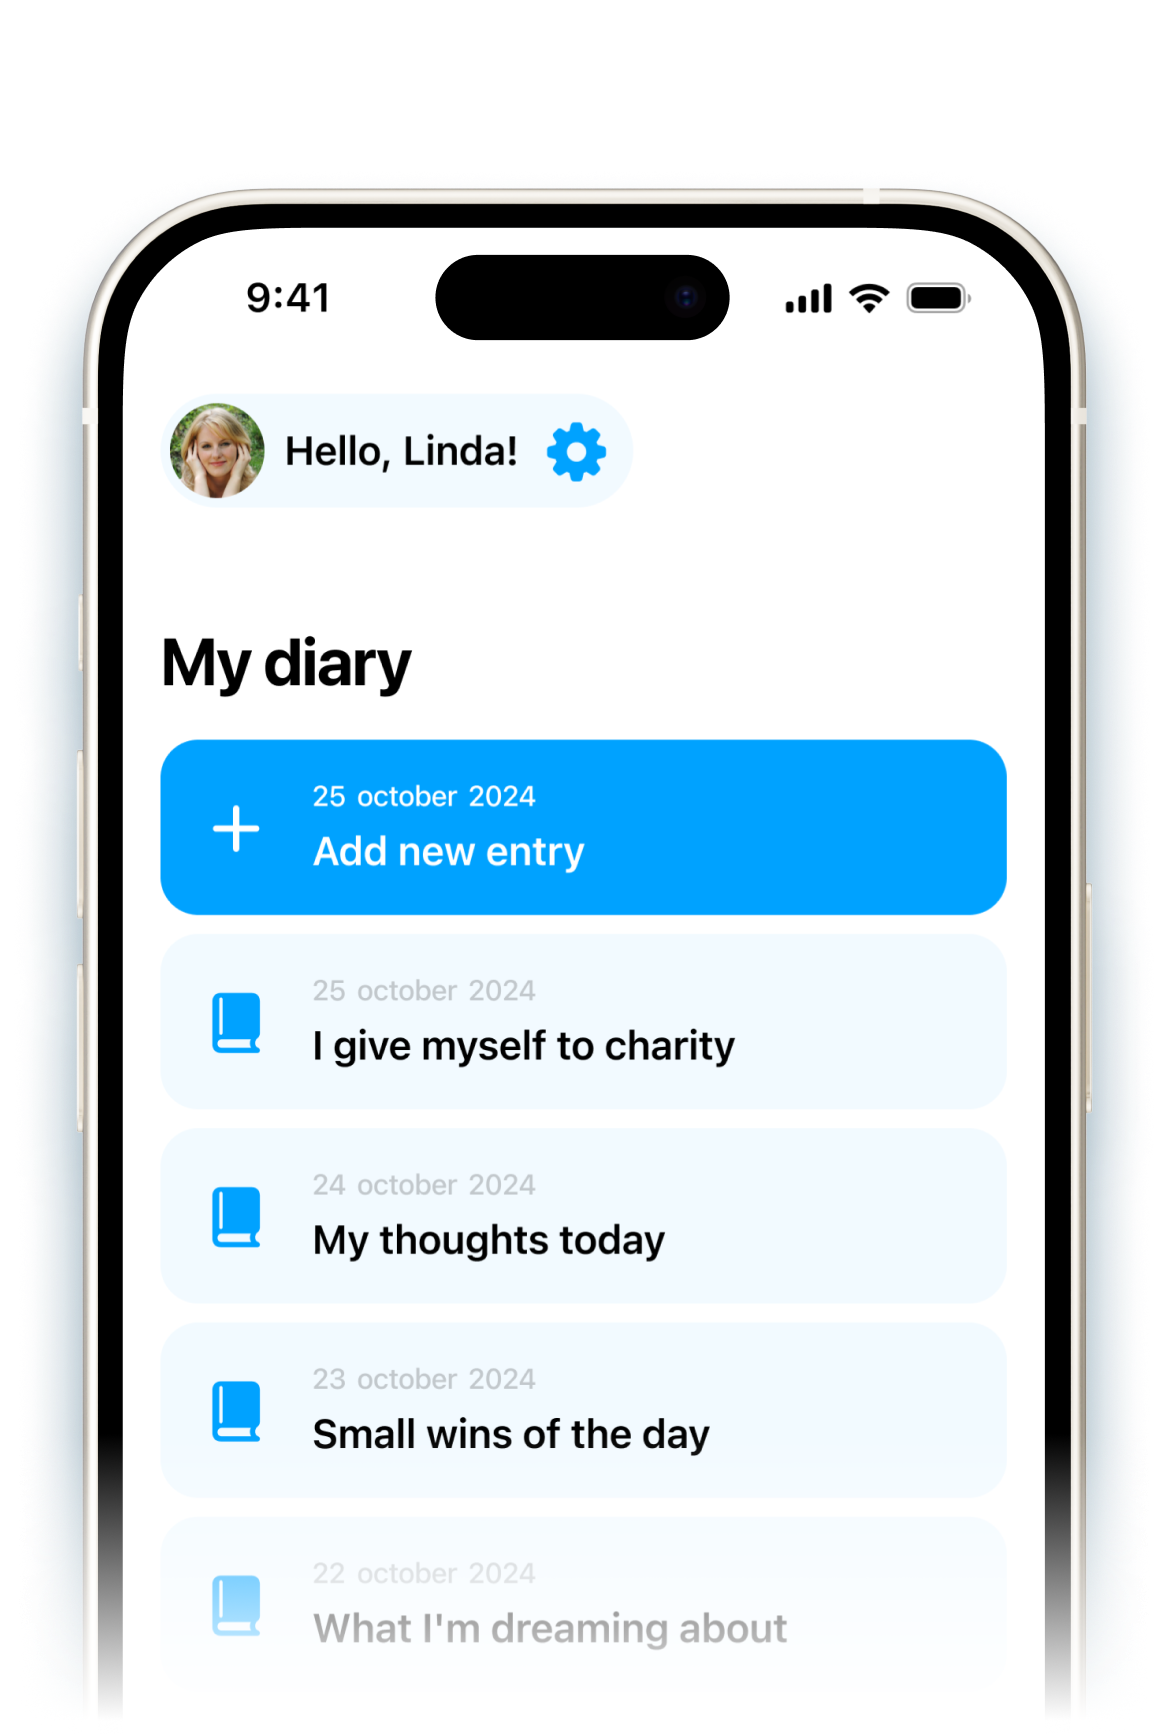 9:41
Hello, Linda!
My diary
25 october 2024
Add new entry
25 october 2024
I give myself to charity
24 october 2024
My thoughts today
23 october 2024
Small wins of the day
22 october 2024
What I'm dreaming about